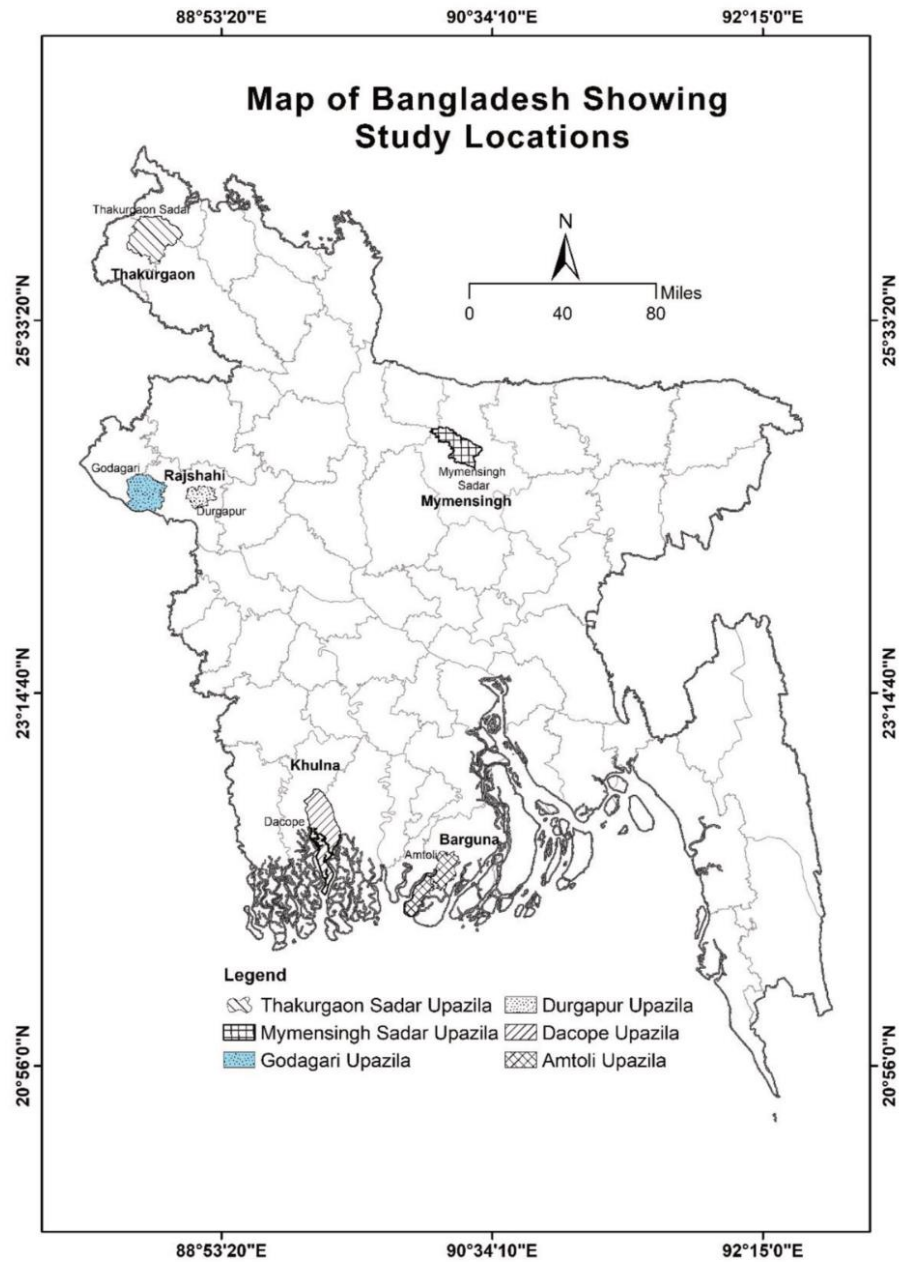 88°53'20"E 90°34'10"E 92°15'0"E
Map of Bangladesh Showing
Study Locations
Thakurgaon Sadar
Thakurgaon
N
Miles
0 40 80
25°33'20"N 25°33'20"N
Godagari
Rajshahi
Durgapur
Mymensingh
Sadar
Mymensingh
23°14'40"N 23°14'40"N
Khulna
Dacope
Barguna
Amtoli
Legend
Thakurgaon Sadar Upazila Durgapur Upazila
Mymensingh Sadar Upazila Dacope Upazila
Godagari Upazila Amtoli Upazila
20°56'0"N 20°56'0"N
88°53'20"E 90°34'10"E 92°15'0"E